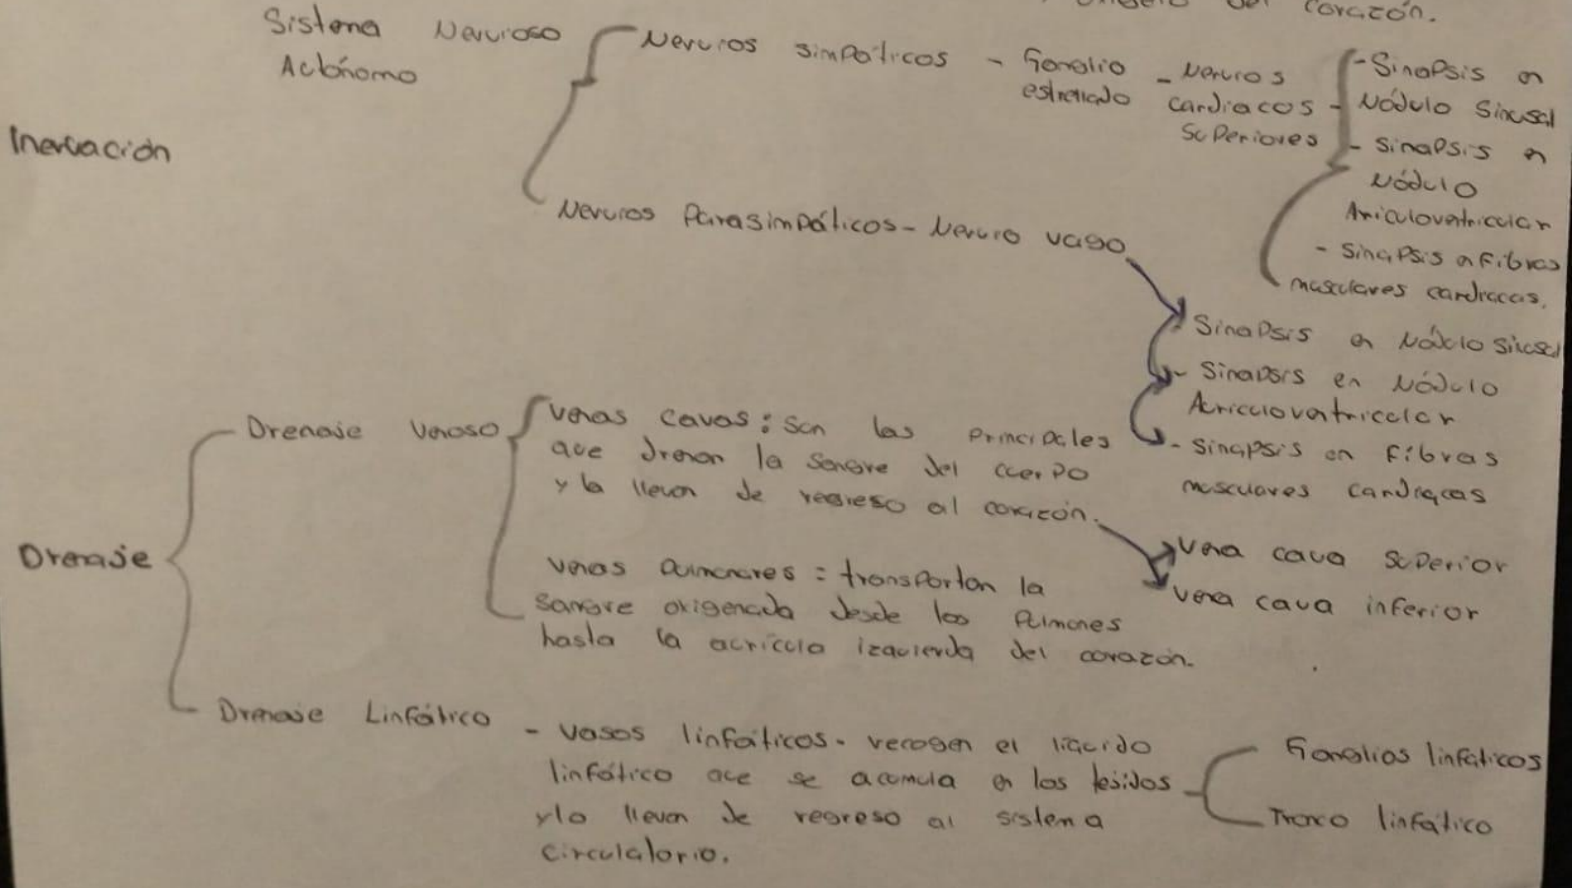 del corazón.
Sistema Nervioso
Autónomo
Inervación
Nervios simpáticos - Ganglio
estrellado
- Nervios
cardiacos -
Superiores
- Sinapsis en
Nódulo Sinusal
- Sinapsis en
Nódulo
Auriculoventricular
- Sinapsis en fibras
musculares cardiacas.
Nervios Parasimpáticos - Nervio vago
Sinapsis en Nódulo sinusal
- Sinapsis en Nódulo
Auriculoventricular
- Sinapsis en Fibras
musculares cardiacas
Drenaje
Drenaje Venoso
Venas cavas: son las principales
que drenan la sangre del cuerpo
y la llevan de regreso al corazón.
Vena cava superior
Vena cava inferior
Venas Pulmonares: transportan la
sangre oxigenada desde los Pulmones
hasta la aurícula izquierda del corazón.
Drenaje Linfático
- Vasos linfáticos - recogen el líquido
linfático que se acumula en los tejidos
y lo llevan de regreso al sistema
circulatorio.
Ganglios linfáticos
Tronco linfático